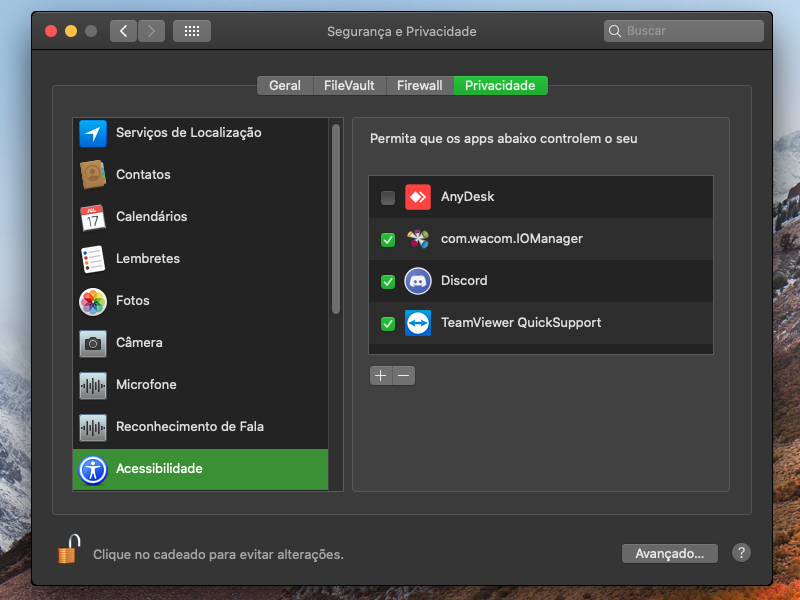 Segurança e Privacidade
Buscar
Geral
FileVault
Firewall
Privacidade
Serviços de Localização
Contatos
JUL
17
Calendários
Lembretes
Fotos
Câmera
Microfone
Reconhecimento de Fala
Acessibilidade
Permita que os apps abaixo controlem o seu
AnyDesk
com.wacom.IOManager
Discord
TeamViewer QuickSupport
Clique no cadeado para evitar alterações.
Avançado...
?